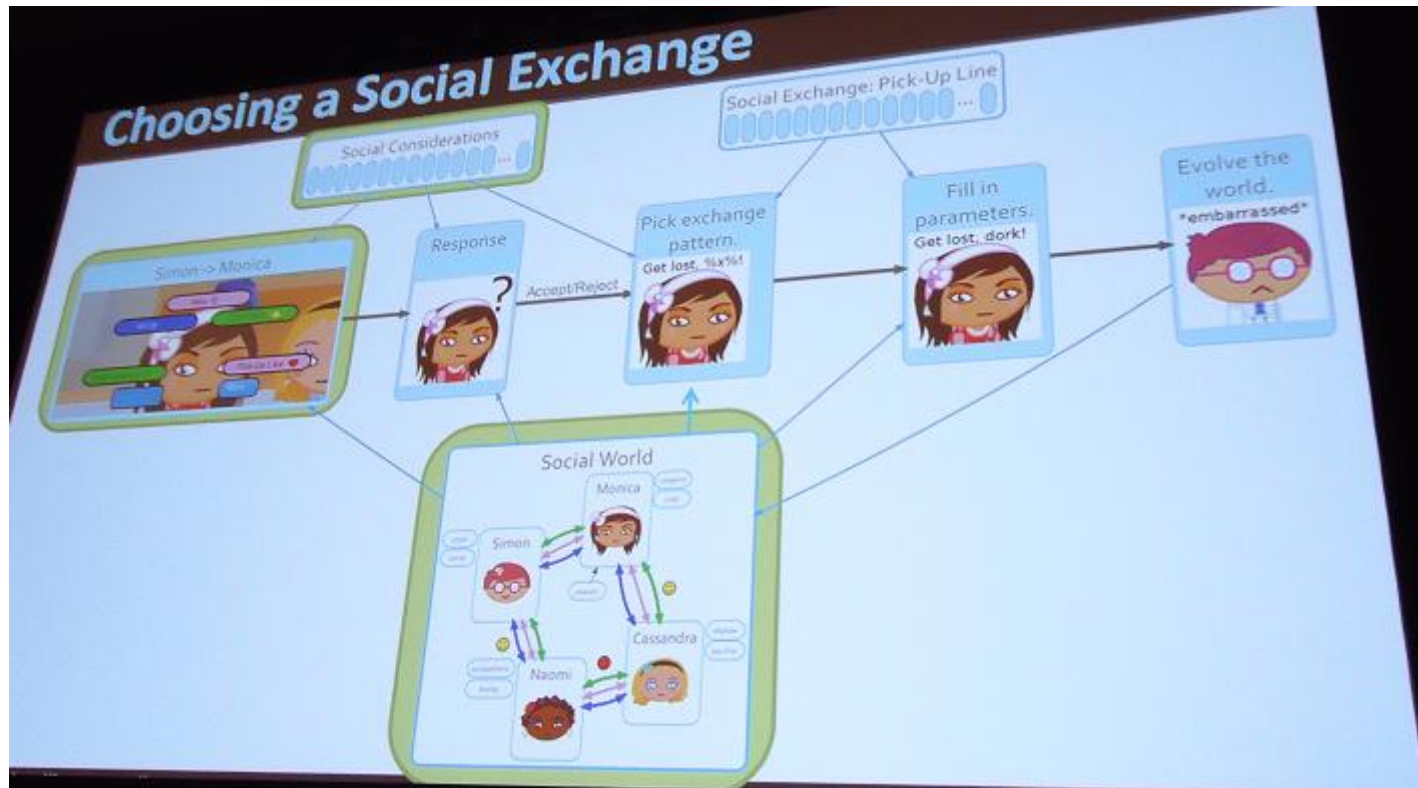 Choosing a Social Exchange
Social Considerations
...
Social Exchange: Pick-Up Line
...
Simon -> Monica
Response
?
Accept/Reject
Pick exchange
pattern.
Get lost, %x%!
Fill in
parameters.
Get lost, dork!
Evolve the
world.
*embarrassed*
Social World
Monica
Simon
Cassandra
Naomi